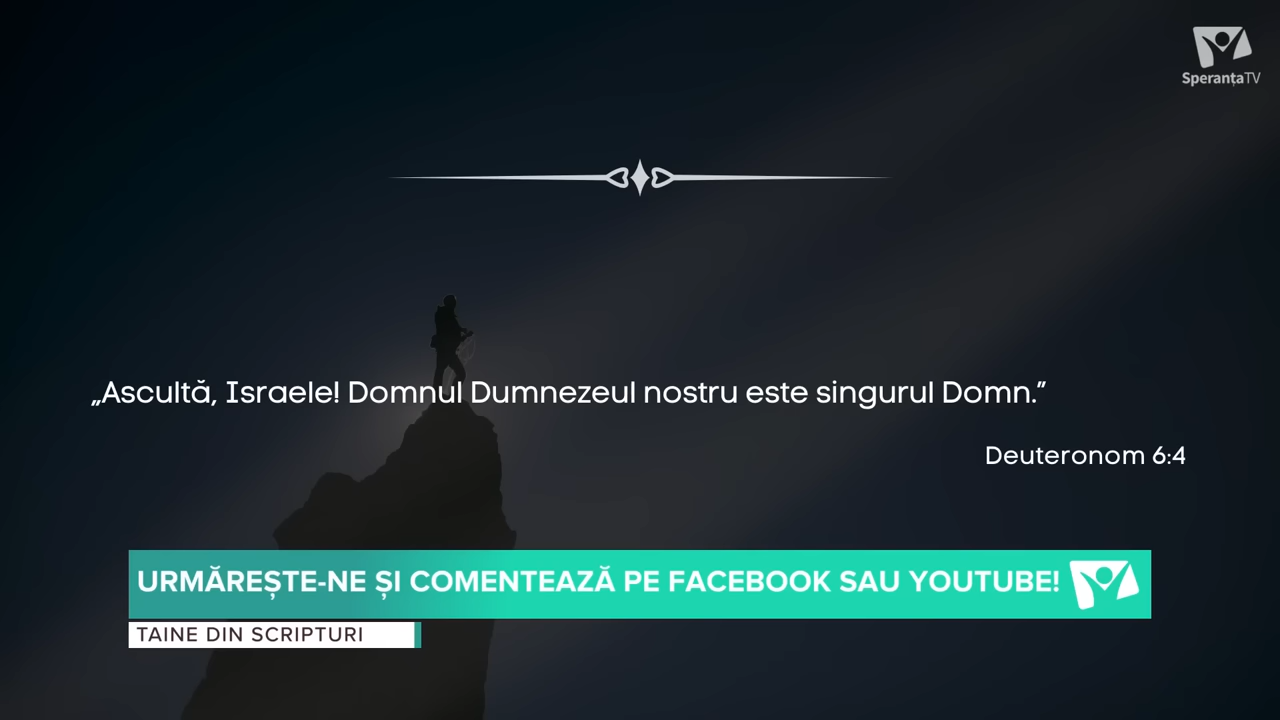 SperanțaTV
„Ascultă, Israele! Domnul Dumnezeul nostru este singurul Domn.”
Deuteronom 6:4
URMĂREȘTE-NE ȘI COMENTEAZĂ PE FACEBOOK SAU YOUTUBE!
TAINE DIN SCRIPTURI